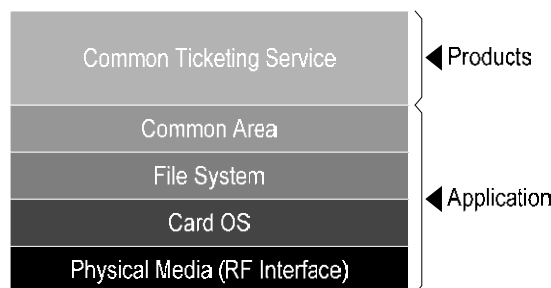 Common Ticketing Service
Products
Common Area
File System
Application
Card OS
Physical Media (RF Interface)